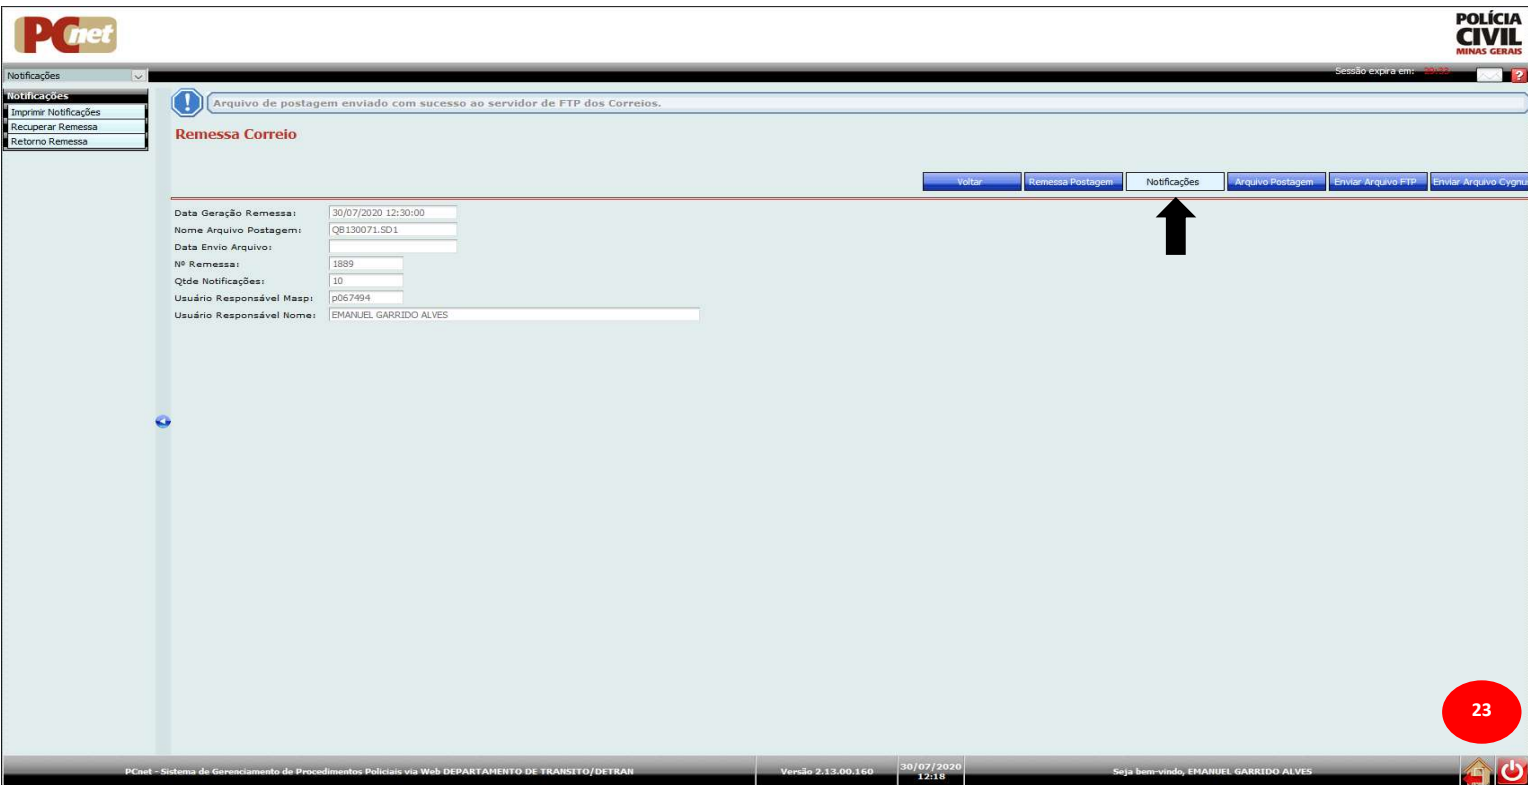 PCnet
POLÍCIA
CIVIL
MINAS GERAIS
Notificações
Sessão expira em:
?
Notificações
Imprimir Notificações
Recuperar Remessa
Retorno Remessa
! Arquivo de postagem enviado com sucesso ao servidor de FTP dos Correios.
Remessa Correio
Voltar Remessa Postagem Notificações Arquivo Postagem Enviar Arquivo FTP Enviar Arquivo Cygnu
Data Geração Remessa: 30/07/2020 12:30:00
Nome Arquivo Postagem: QB130071.SD1
Data Envio Arquivo:
Nº Remessa: 1889
Qtde Notificações: 10
Usuário Responsável Masp: p067494
Usuário Responsável Nome: EMANUEL GARRIDO ALVES
23
PCnet - Sistema de Gerenciamento de Procedimentos Policiais via Web DEPARTAMENTO DE TRANSITO/DETRAN Versão 2.13.00.160 30/07/2020 Seja bem-vindo, EMANUEL GARRIDO ALVES
12:18